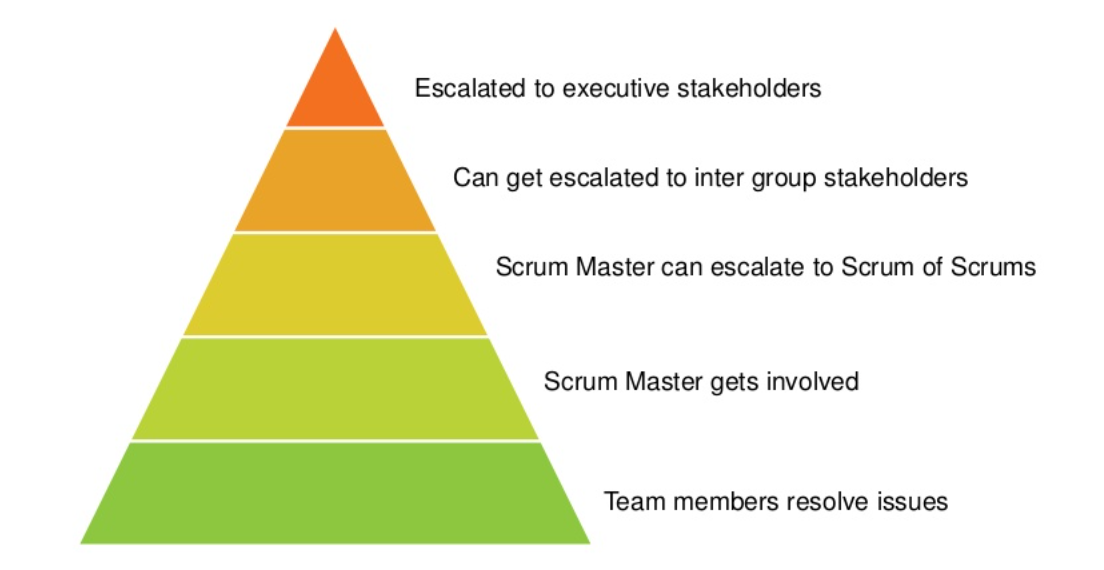 Escalated to executive stakeholders
Can get escalated to inter group stakeholders
Scrum Master can escalate to Scrum of Scrums
Scrum Master gets involved
Team members resolve issues